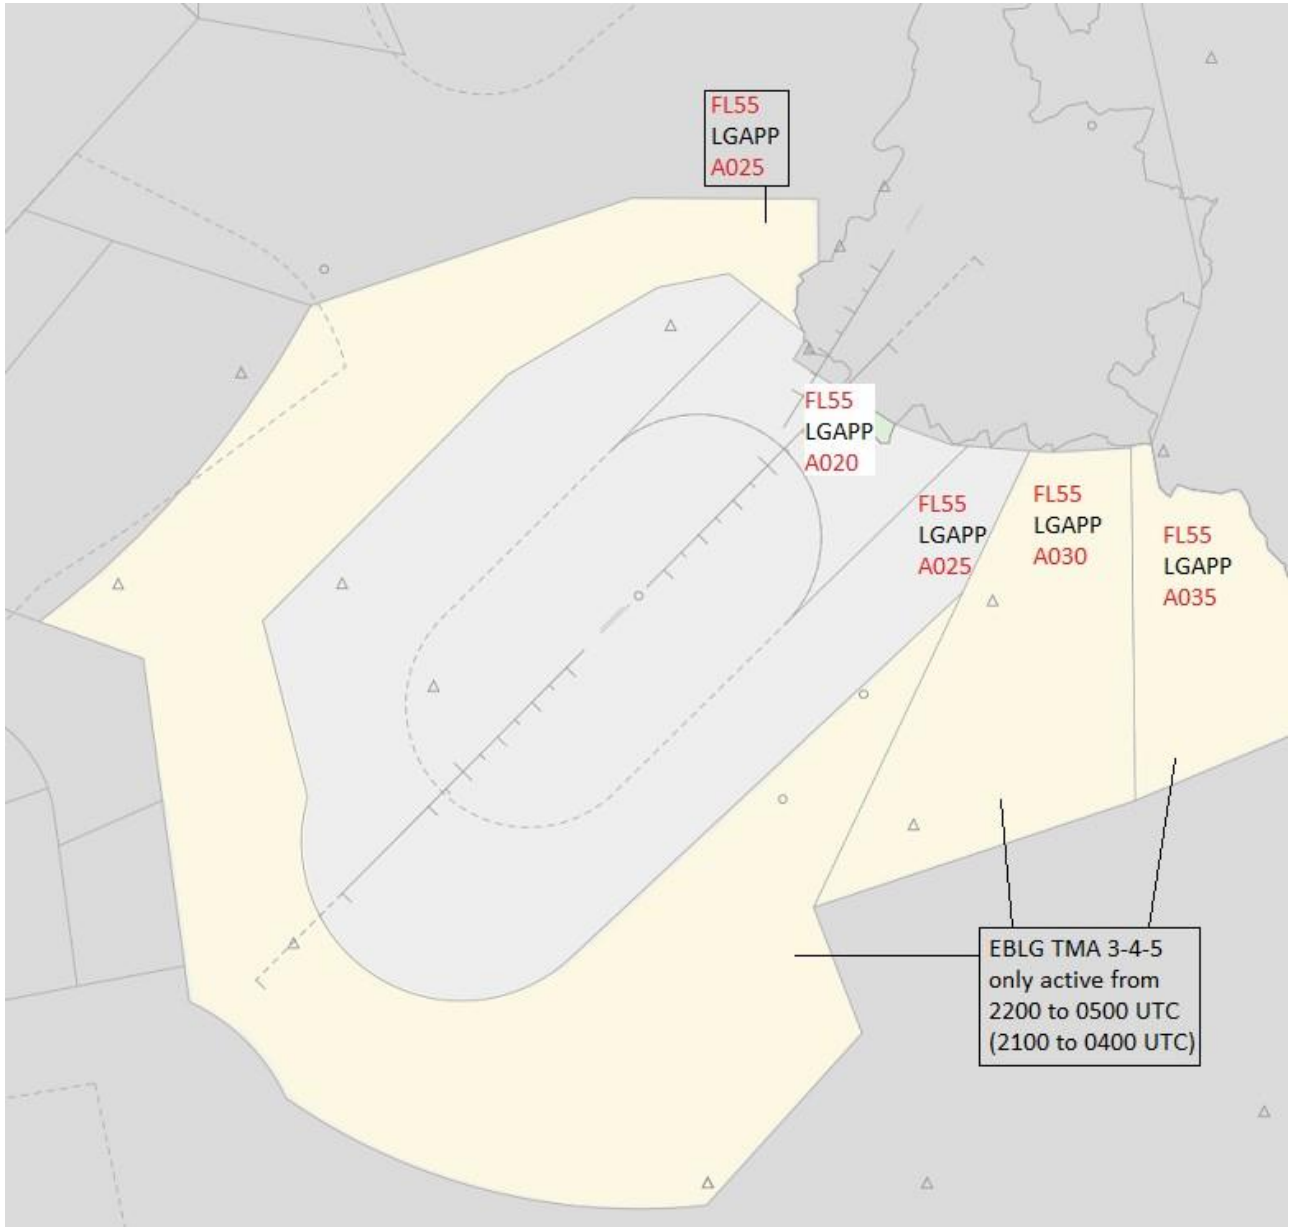 FL55
LGAPP
A025
FL55
LGAPP
A020
FL55
LGAPP
A025
FL55
LGAPP
A030
FL55
LGAPP
A035
EBLG TMA 3-4-5
only active from
2200 to 0500 UTC
(2100 to 0400 UTC)